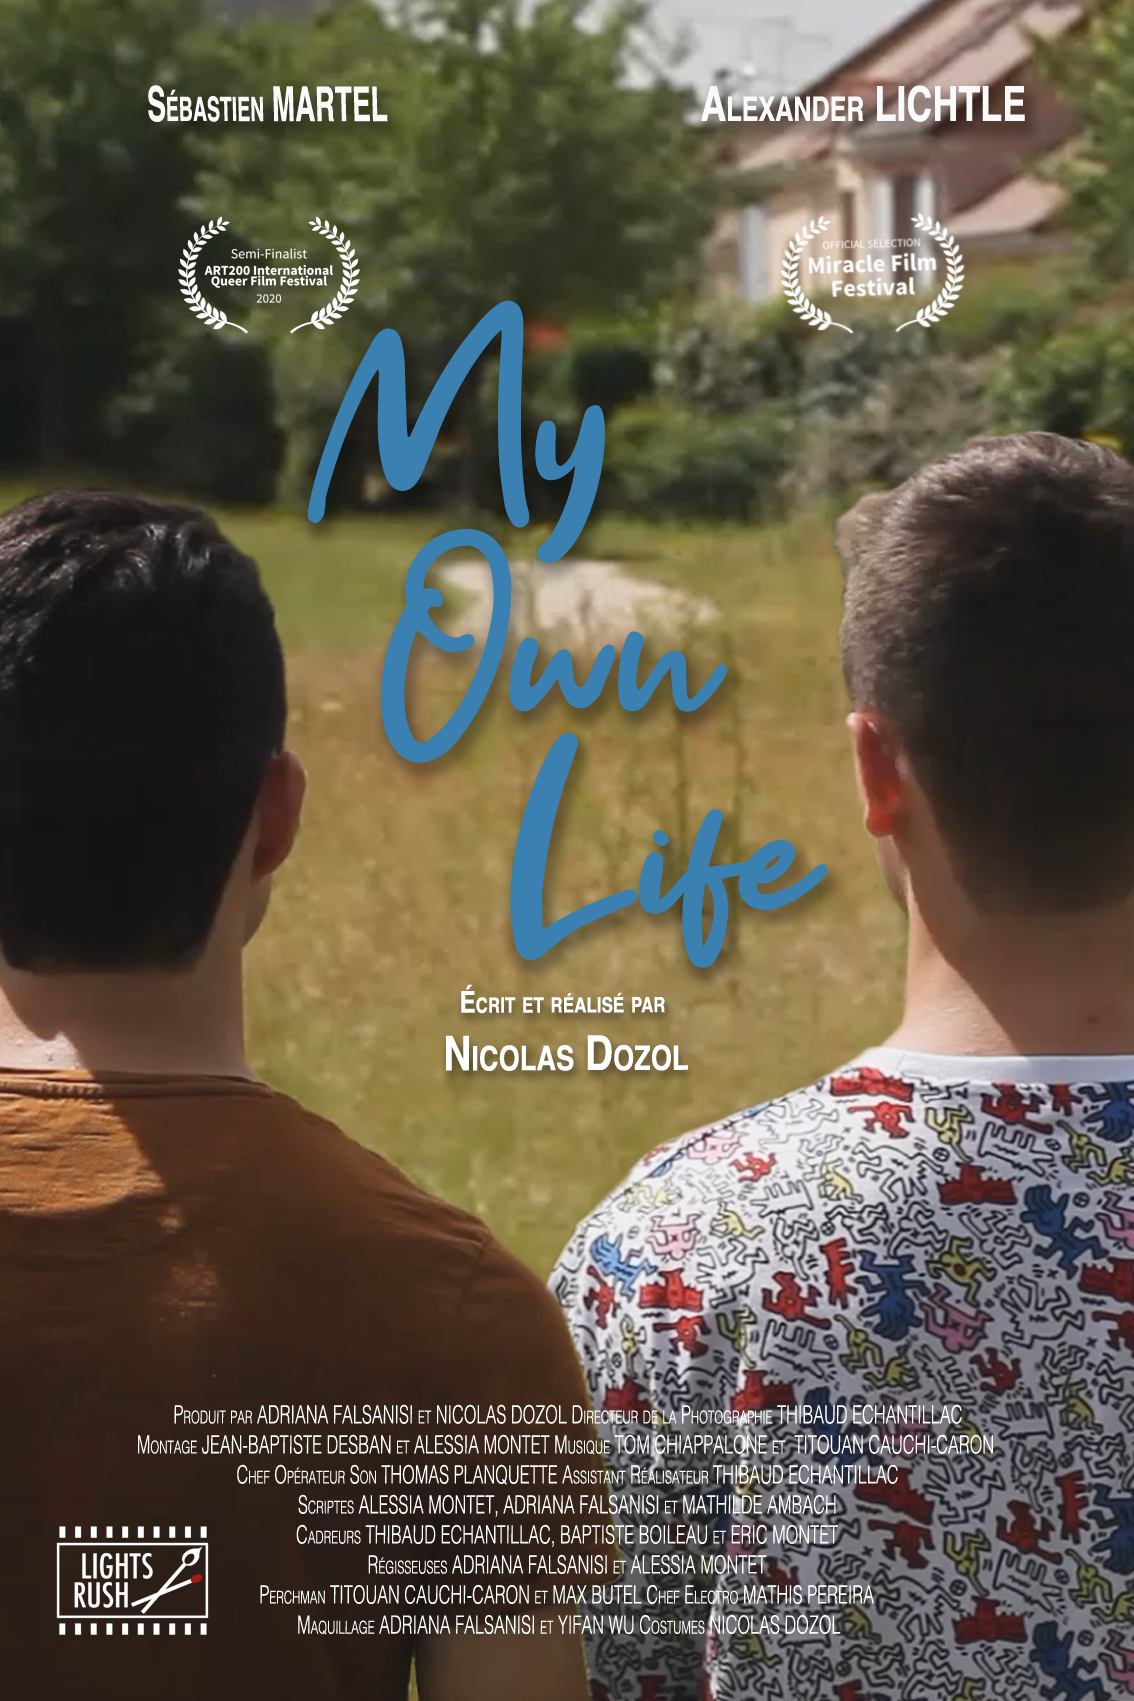 Sébastien MARTEL
Alexander LICHTLE
Semi-Finalist
ART200 International
Queer Film Festival
2020
OFFICIAL SELECTION
Miracle Film
Festival
My
Own
Life
Écrit et réalisé par
Nicolas Dozol
Produit par ADRIANA FALSANISI et NICOLAS DOZOL Directeur de la Photographie THIBAUD ECHANTILLAC
Montage JEAN-BAPTISTE DESBAN et ALESSIA MONTET Musique TOM CHIAPPALONE et TITOUAN CAUCHI-CARON
Chef Opérateur Son THOMAS PLANQUETTE Assistant Réalisateur THIBAUD ECHANTILLAC
Scriptes ALESSIA MONTET, ADRIANA FALSANISI et MATHILDE AMBACH
Cadreurs THIBAUD ECHANTILLAC, BAPTISTE BOILEAU et ERIC MONTET
Régisseuses ADRIANA FALSANISI et ALESSIA MONTET
Perchman TITOUAN CAUCHI-CARON et MAX BUTEL Chef Electro MATHIS PEREIRA
Maquillage ADRIANA FALSANISI et YIFAN WU Costumes NICOLAS DOZOL
LIGHTS
RUSH